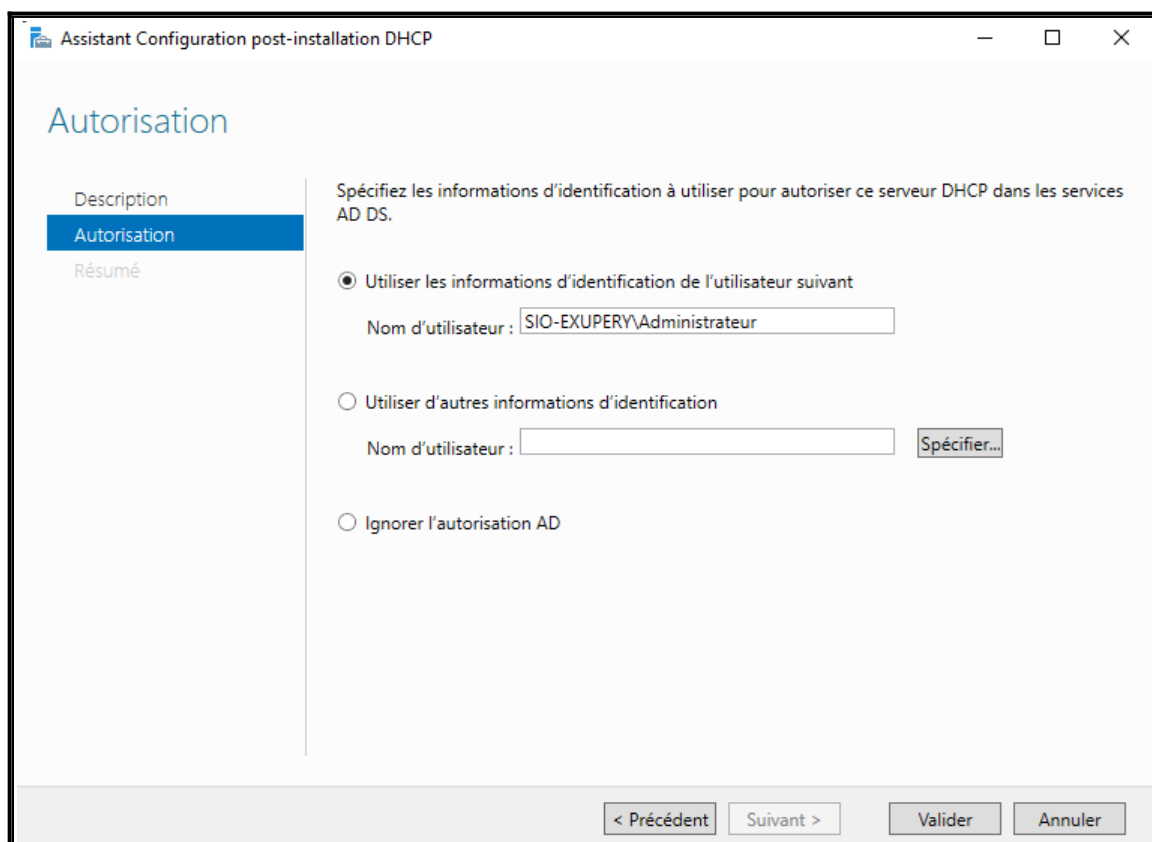 Assistant Configuration post-installation DHCP
Autorisation
Description
Autorisation
Résumé
Spécifiez les informations d'identification à utiliser pour autoriser ce serveur DHCP dans les services
AD DS.
Utiliser les informations d'identification de l'utilisateur suivant
Nom d'utilisateur : SIO-EXUPERY\Administrateur
Utiliser d'autres informations d'identification
Nom d'utilisateur : Spécifier...
Ignorer l'autorisation AD
< Précédent Suivant > Valider Annuler